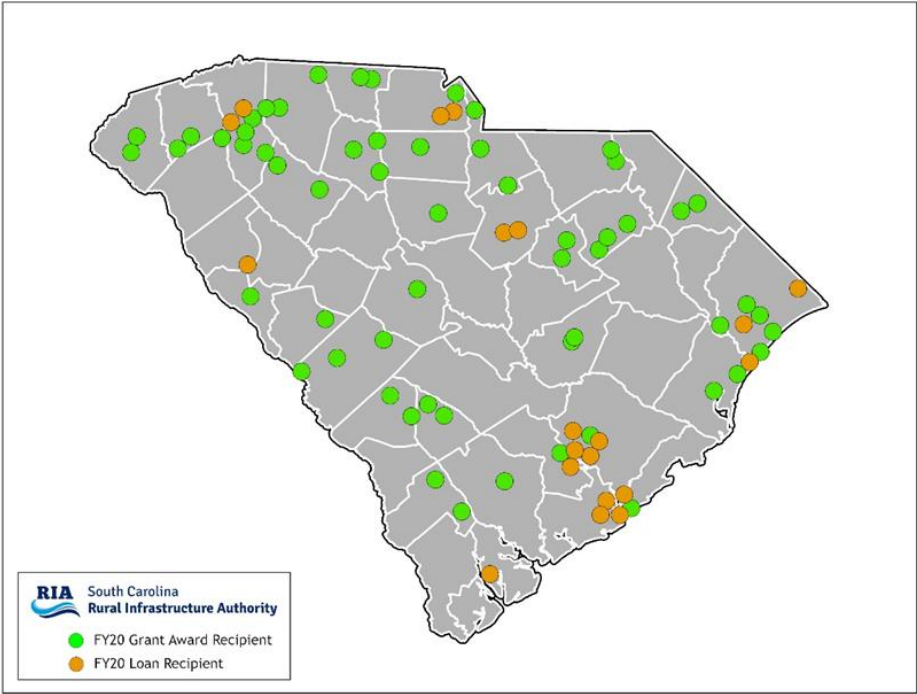 RIA
South Carolina
Rural Infrastructure Authority
FY20 Grant Award Recipient
FY20 Loan Recipient